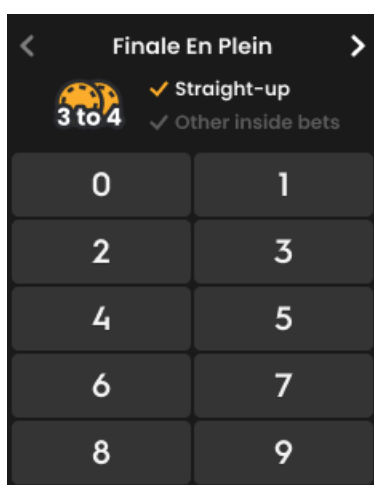 Finale En Plein
3 to 4
Straight-up
Other inside bets
0 1
2 3
4 5
6 7
8 9